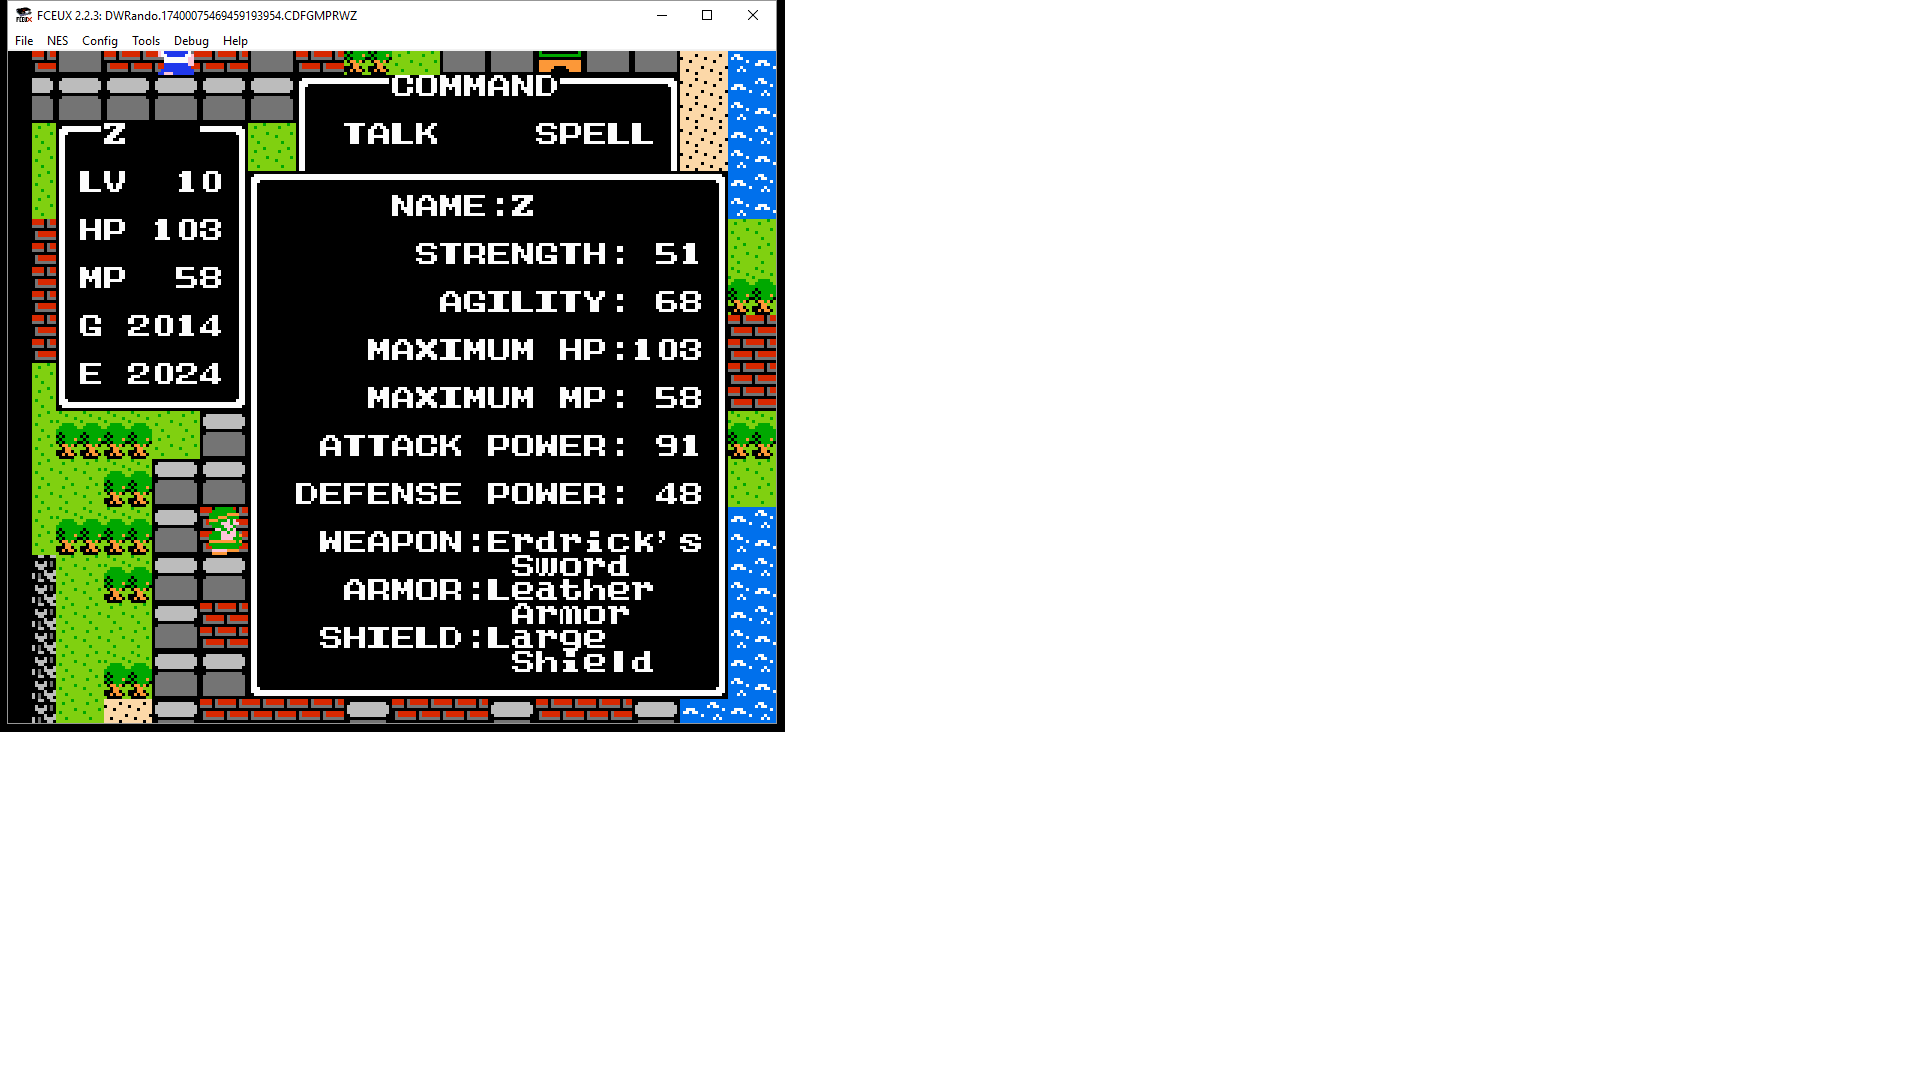 FCEUX 2.2.3: DWRando.17400075469459193954.CDFGMPRWZ
File NES Config Tools Debug Help
COMMAND
TALK SPELL
Z
LV 10
HP 103
MP 58
G 2014
E 2024
NAME:Z
STRENGTH: 51
AGILITY: 68
MAXIMUM HP:103
MAXIMUM MP: 58
ATTACK POWER: 91
DEFENSE POWER: 48
WEAPON:Erdrick's
Sword
ARMOR:Leather
Armor
SHIELD:Large
Shield